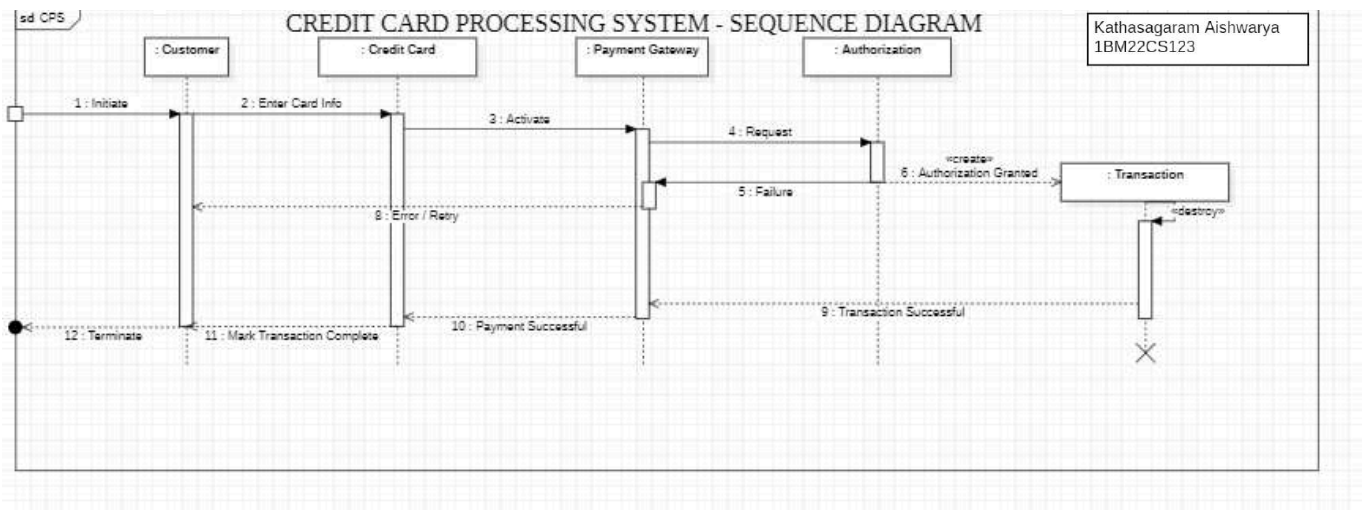 sd CPS
CREDIT CARD PROCESSING SYSTEM - SEQUENCE DIAGRAM
Kathasagaram Aishwarya
1BM22CS123
: Customer
: Credit Card
: Payment Gateway
: Authorization
1 : Initiate
2 : Enter Card Info
3 : Activate
4 : Request
«create»
6 : Authorization Granted
: Transaction
5 : Failure
«destroy»
8 : Error / Retry
9 : Transaction Successful
10 : Payment Successful
11 : Mark Transaction Complete
12 : Terminate